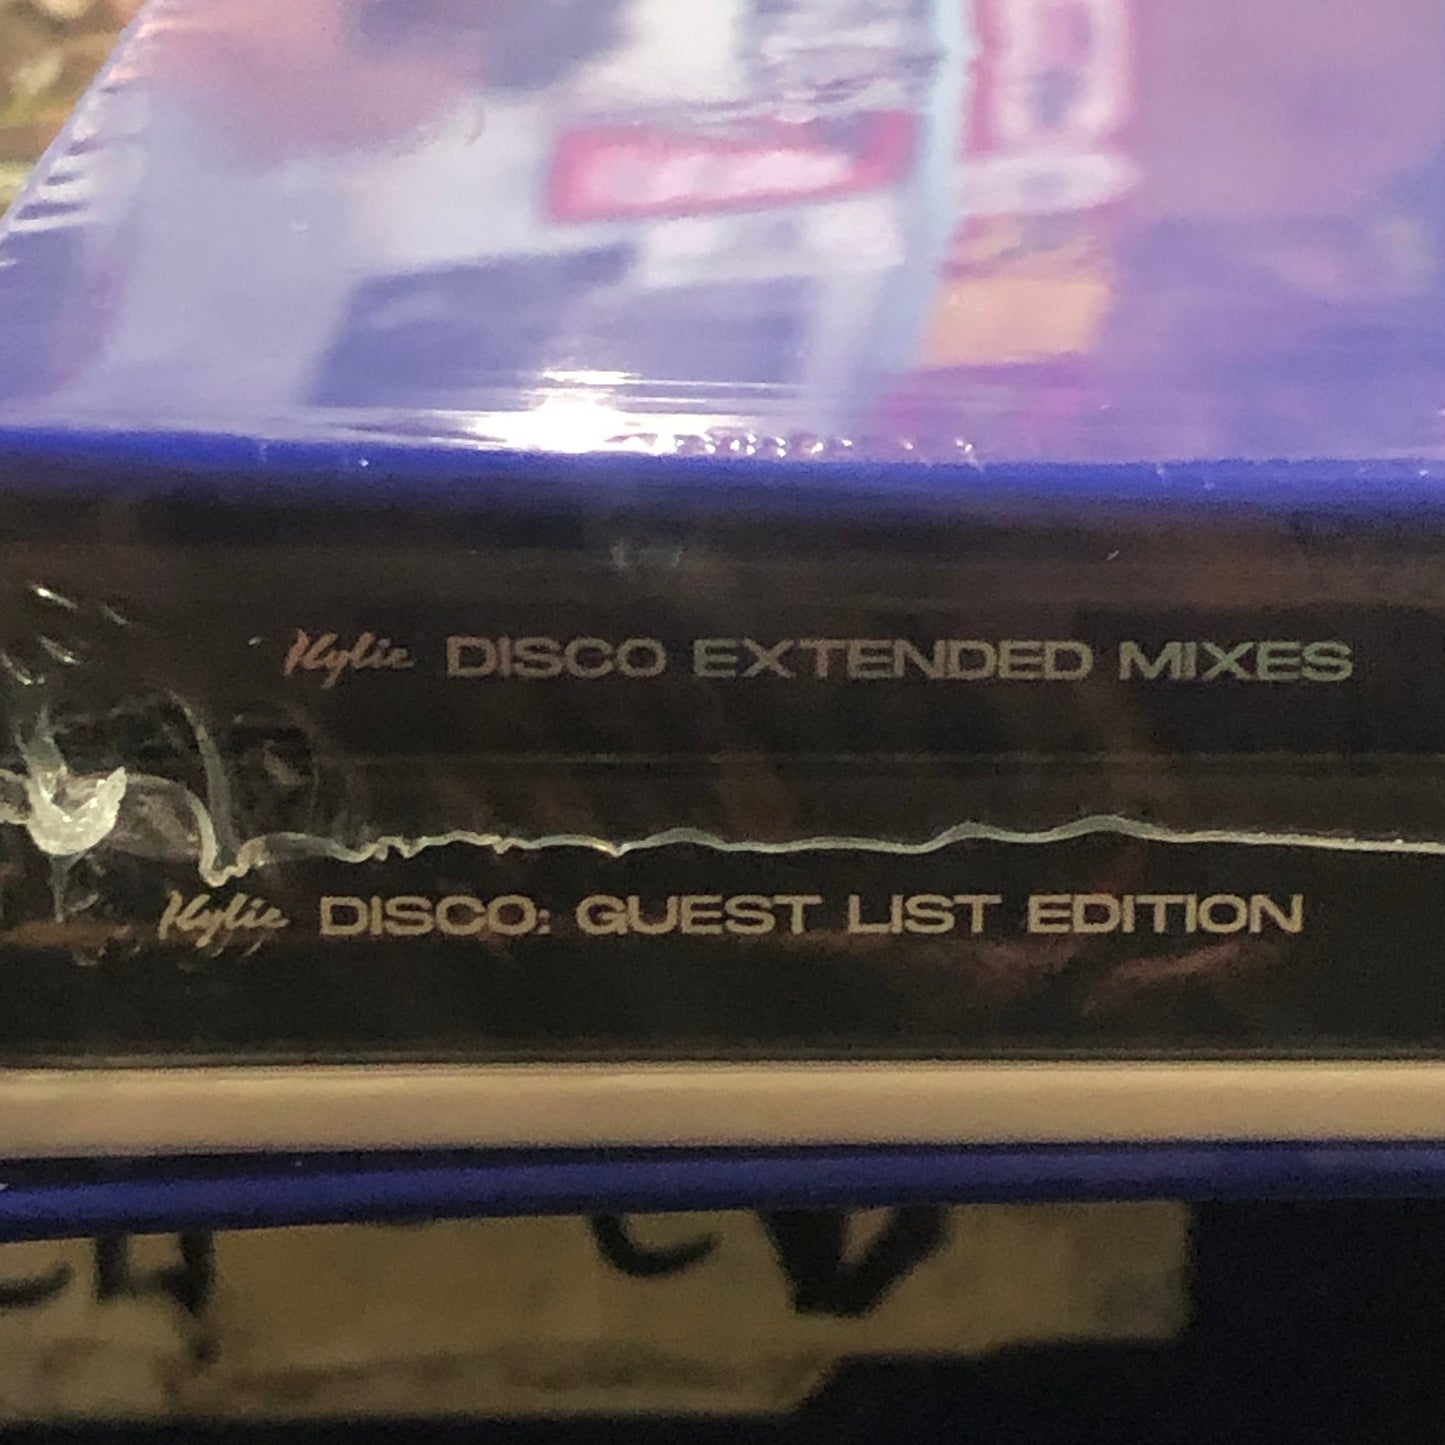 Kylie DISCO EXTENDED MIXES
Kylie DISCO: GUEST LIST EDITION